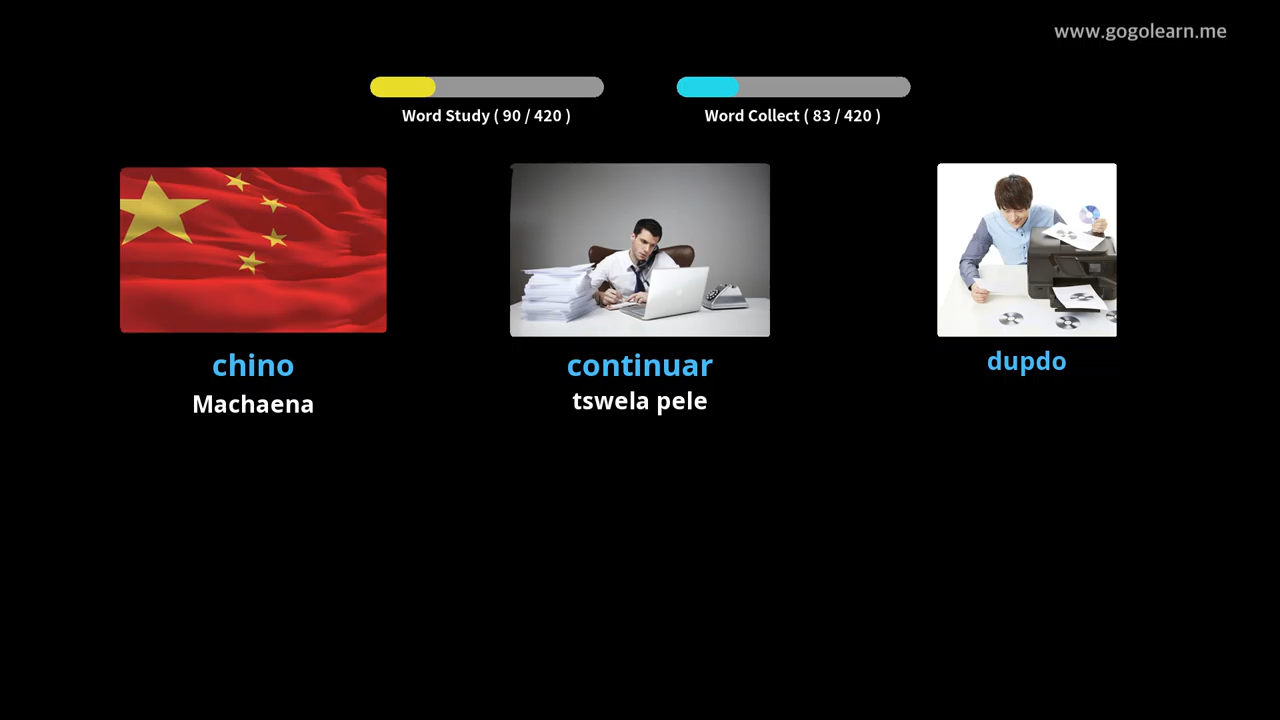 www.gogolearn.me
Word Study ( 90 / 420 )
Word Collect ( 83 / 420 )
chino
Machaena
continuar
tswela pele
dupdo